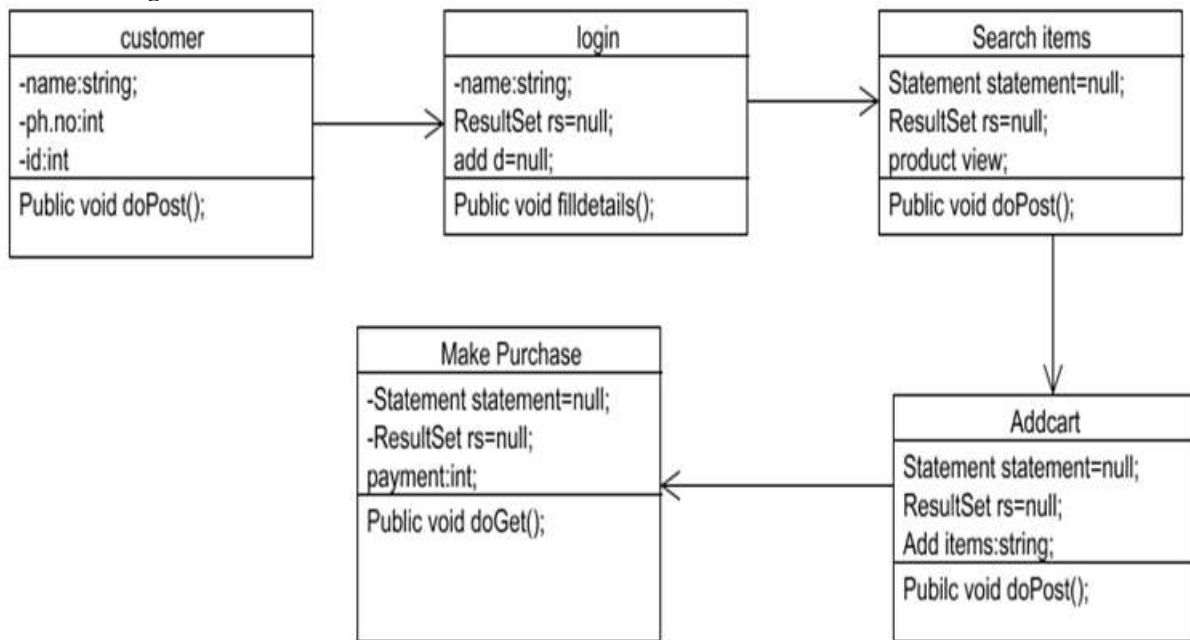 customer
-name:string;
-ph.no:int
-id:int
Public void doPost();
login
-name:string;
ResultSet rs=null;
add d=null;
Public void filldetails();
Search items
Statement statement=null;
ResultSet rs=null;
product view;
Public void doPost();
Make Purchase
-Statement statement=null;
-ResultSet rs=null;
payment:int;
Public void doGet();
Addcart
Statement statement=null;
ResultSet rs=null;
Add items:string;
Pubilc void doPost();